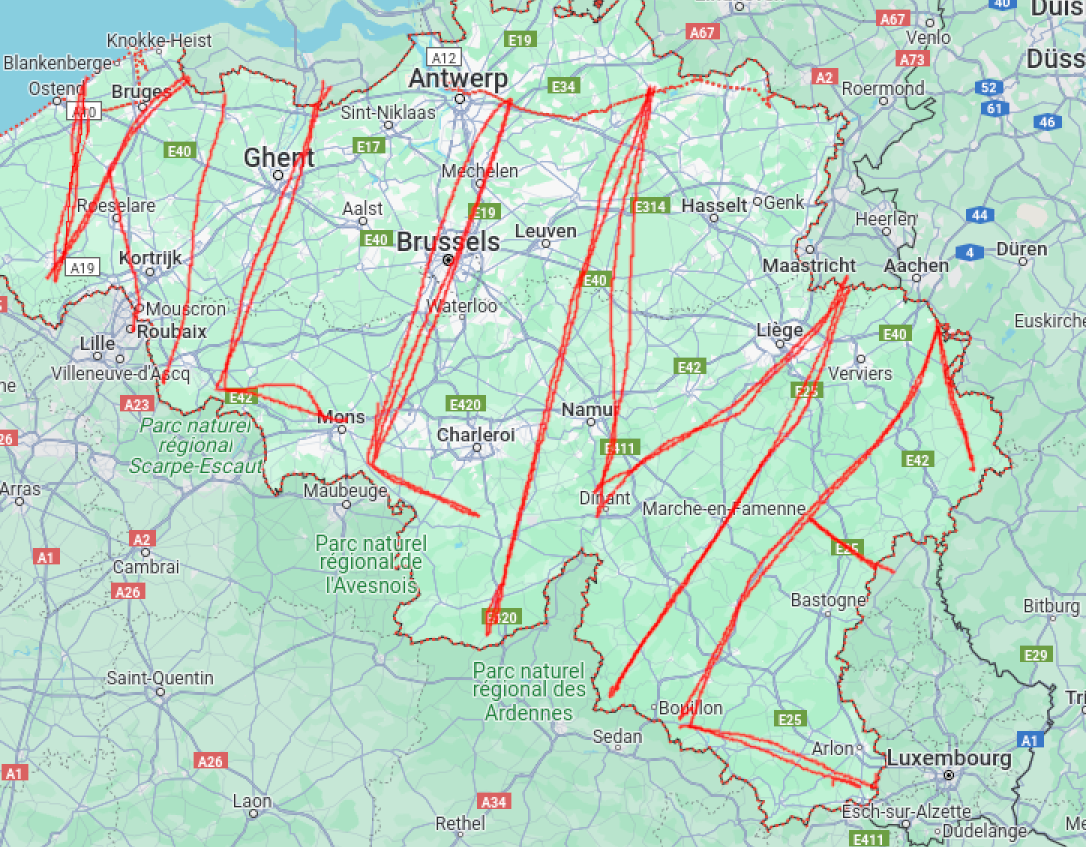 40
Duis
A67
A67
Venlo
E19
Knokke-Heist
A12
A73
Düss
Blankenberge
Antwerp
E34
A2
Roermond
52
Ostend
Bruges
A10
61
Sint-Niklaas
46
E17
E40
Ghent
Mechelen
Roeselare
Aalst
E19
E314
Hasselt
Genk
Heerlen
44
E40
Brussels
Leuven
4
Düren
A19
Kortrijk
Maastricht
Aachen
E40
Mouscron
Waterloo
Euskirche
Roubaix
Liège
E40
Lille
Villeneuve-d'Ascq
E42
Verviers
E25
E42
A23
E420
Namu
Mons
Parc naturel
régional
Scarpe-Escaut
Charleroi
26
E411
E42
Arras
Maubeuge
Dinant
Marche-en-Famenne
A2
Parc naturel
régional de
l'Avesnois
E25
A1
Cambrai
A26
Bastogne
Bitburg
E420
E29
Saint-Quentin
Parc naturel
régional des
Ardennes
Bouillon
Tri
E25
Sedan
A1
Arlon
Luxembourg
A26
A1
Laon
A34
Esch-sur-Alzette
Rethel
E411
Dudelange
Me